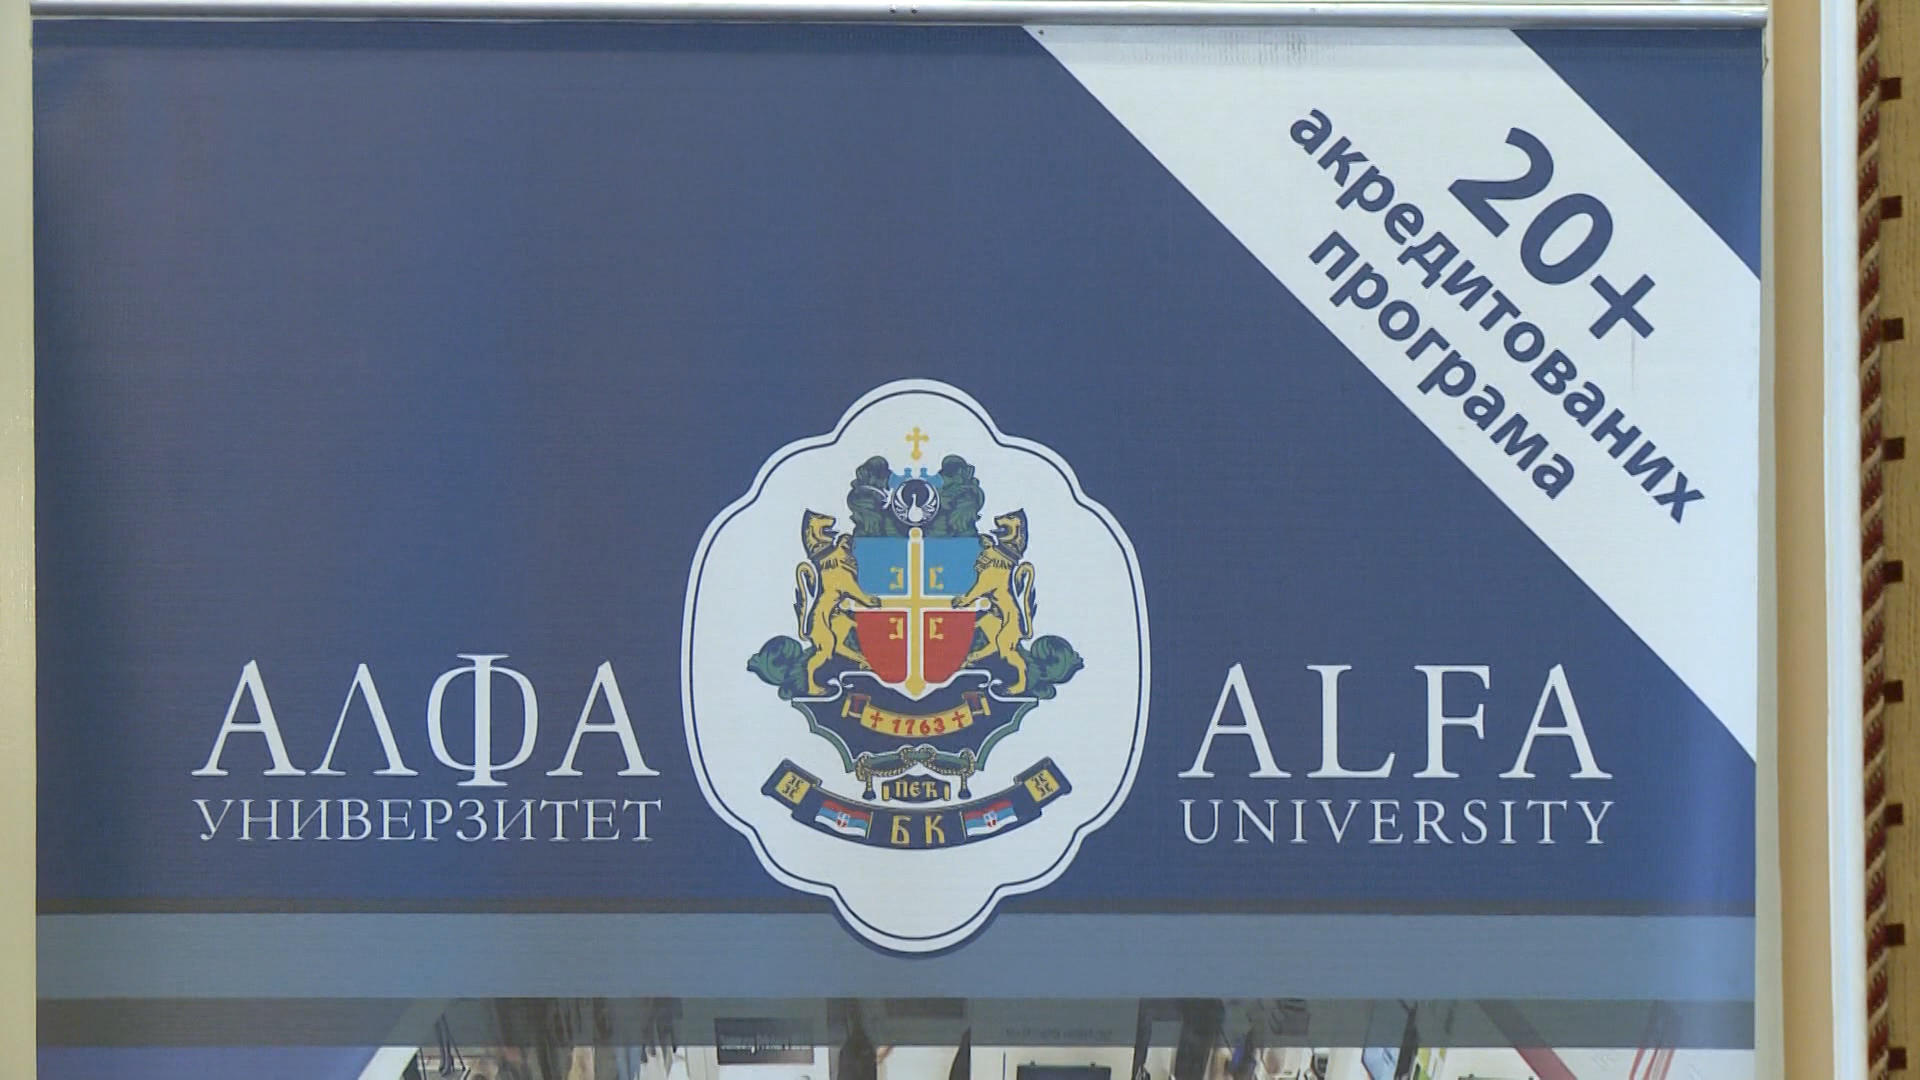 20+
акредитованих
програма
АЛФА
УНИВЕРЗИТЕТ
ALFA
UNIVERSITY
1763
ПЕЋ
БК